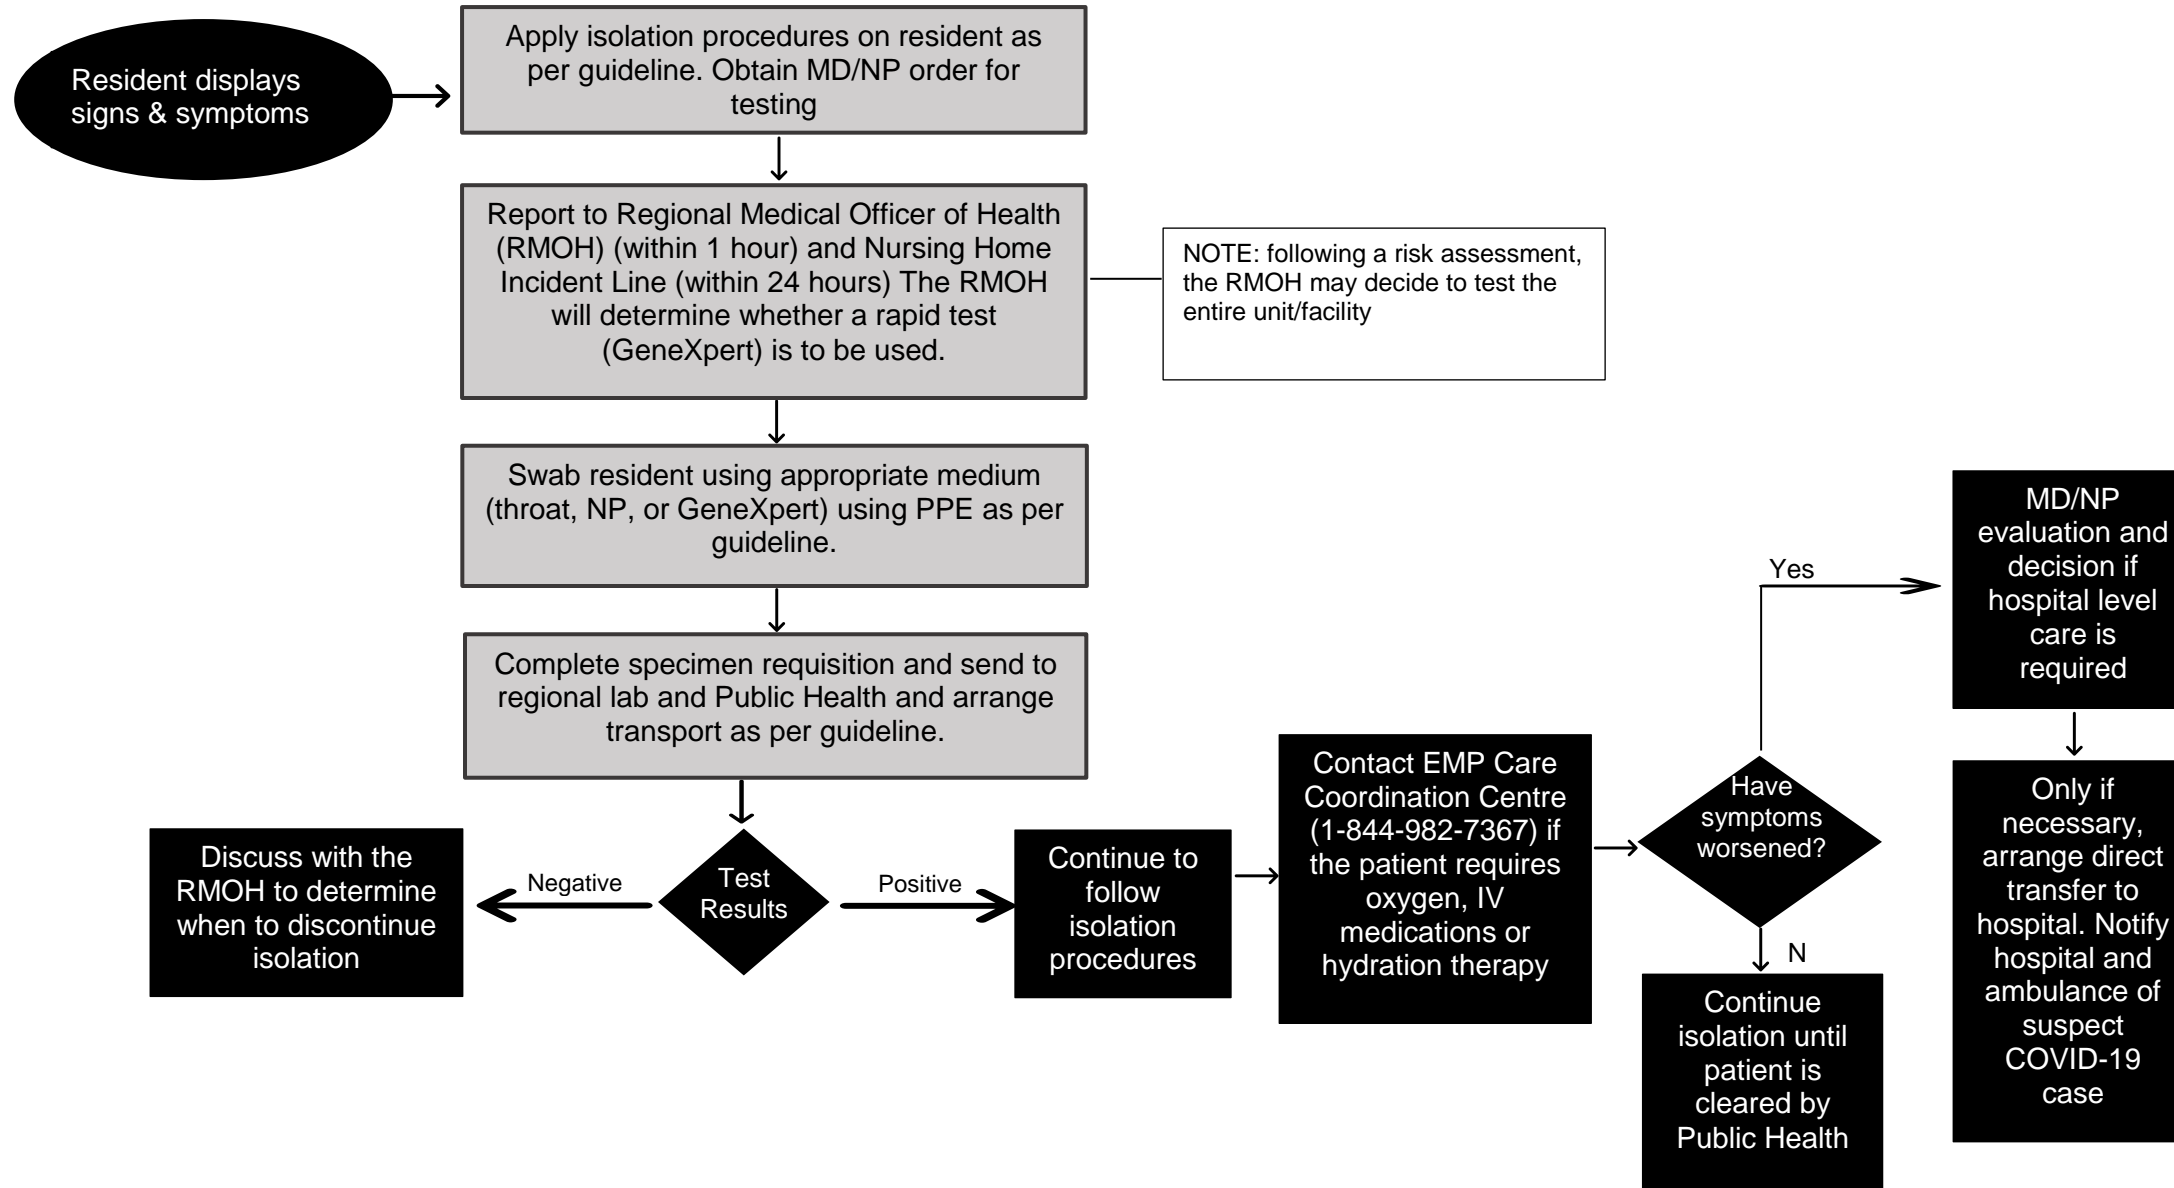 Resident displays
signs & symptoms
Apply isolation procedures on resident as
per guideline. Obtain MD/NP order for
testing
Report to Regional Medical Officer of Health
(RMOH) (within 1 hour) and Nursing Home
Incident Line (within 24 hours) The RMOH
will determine whether a rapid test
(GeneXpert) is to be used.
NOTE: following a risk assessment,
the RMOH may decide to test the
entire unit/facility
Swab resident using appropriate medium
(throat, NP, or GeneXpert) using PPE as per
guideline.
Complete specimen requisition and send to
regional lab and Public Health and arrange
transport as per guideline.
Test
Results
Negative
Discuss with the
RMOH to determine
when to discontinue
isolation
Positive
Continue to
follow
isolation
procedures
Contact EMP Care
Coordination Centre
(1-844-982-7367) if
the patient requires
oxygen, IV
medications or
hydration therapy
Have
symptoms
worsened?
Yes
MD/NP
evaluation and
decision if
hospital level
care is
required
Only if
necessary,
arrange direct
transfer to
hospital. Notify
hospital and
ambulance of
suspect
COVID-19
case
N
Continue
isolation until
patient is
cleared by
Public Health